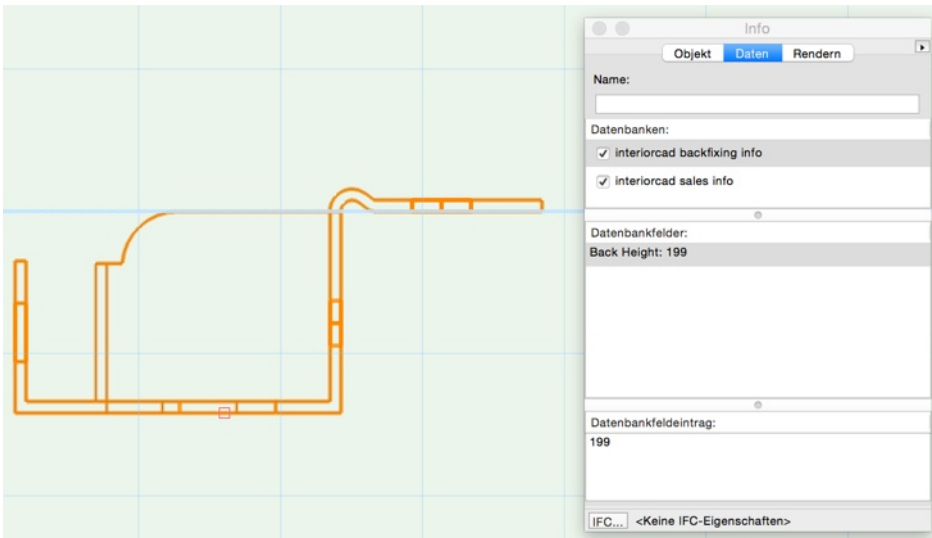 Info
Objekt Daten Rendern
Name:
Datenbanken:
interiorcad backfixing info
interiorcad sales info
Datenbankfelder:
Back Height: 199
Datenbankfeldeintrag:
199
IFC... <Keine IFC-Eigenschaften>